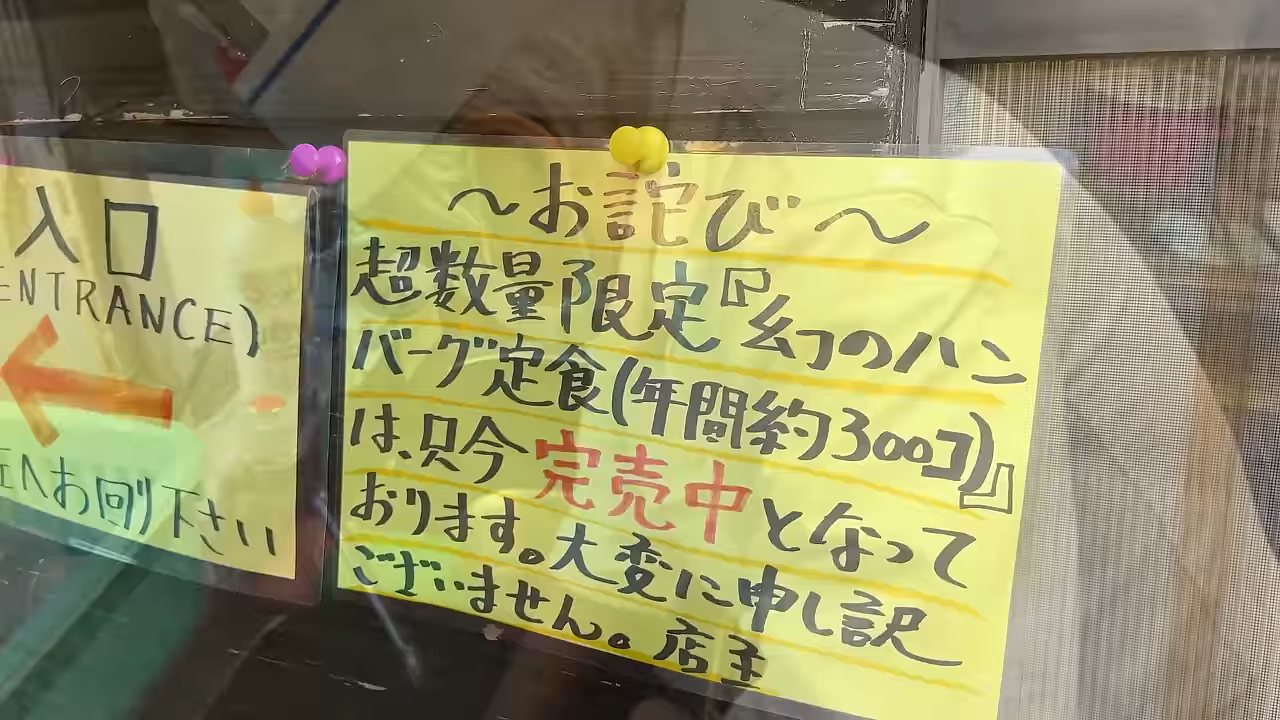 入口
ENTRANCE)
へお回り下さい
～お詫び～
超数量限定『幻のハン
バーグ定食(年間約300コ)』
は、只今完売中となって
おります。大変に申し訳
ございません。店主